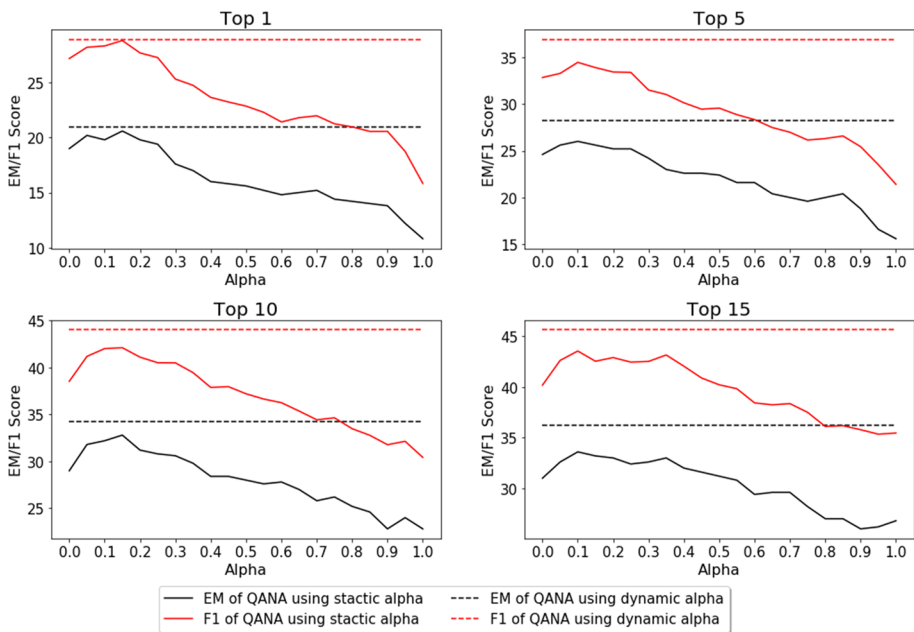 Top 1
EM/F1 Score
25
20
15
10
0.0 0.1 0.2 0.3 0.4 0.5 0.6 0.7 0.8 0.9 1.0
Alpha
Top 5
EM/F1 Score
35
30
25
20
15
0.0 0.1 0.2 0.3 0.4 0.5 0.6 0.7 0.8 0.9 1.0
Alpha
Top 10
EM/F1 Score
45
40
35
30
25
0.0 0.1 0.2 0.3 0.4 0.5 0.6 0.7 0.8 0.9 1.0
Alpha
Top 15
EM/F1 Score
45
40
35
30
0.0 0.1 0.2 0.3 0.4 0.5 0.6 0.7 0.8 0.9 1.0
Alpha
EM of QANA using stactic alpha
F1 of QANA using stactic alpha
EM of QANA using dynamic alpha
F1 of QANA using dynamic alpha